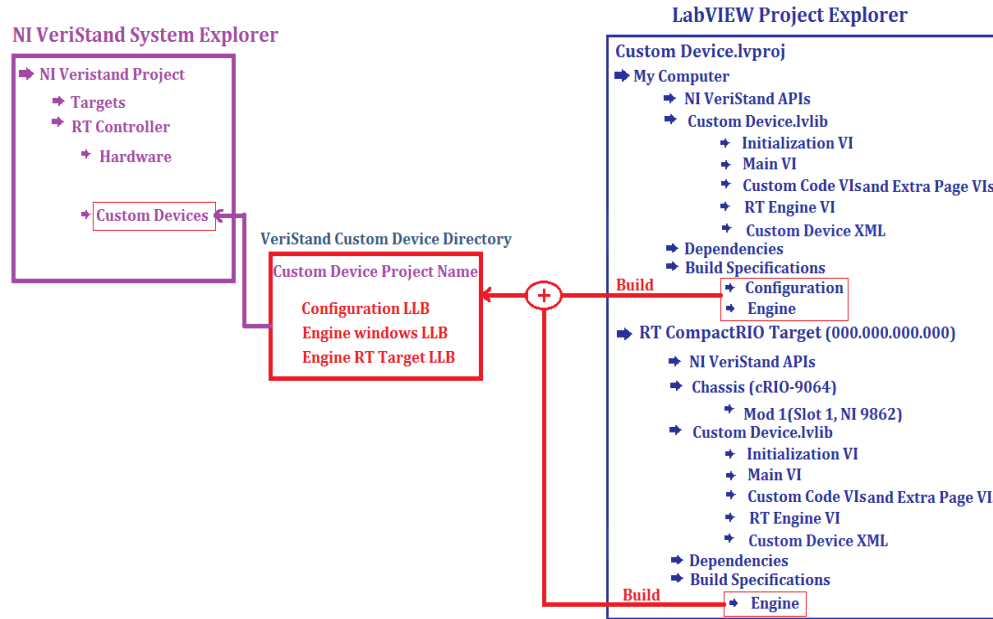 LabVIEW Project Explorer
NI VeriStand System Explorer
NI Veristand Project
Targets
RT Controller
Hardware
Custom Devices
VeriStand Custom Device Directory
Custom Device Project Name
Configuration LLB
Engine windows LLB
Engine RT Target LLB
Custom Device.lvproj
My Computer
NI VeriStand APIs
Custom Device.lvlib
Initialization VI
Main VI
Custom Code VIs and Extra Page VIs
RT Engine VI
Custom Device XML
Dependencies
Build Specifications
Build
Configuration
Engine
RT CompactRIO Target (000.000.000.000)
NI VeriStand APIs
Chassis (cRIO-9064)
Mod 1(Slot 1, NI 9862)
Custom Device.lvlib
Initialization VI
Main VI
Custom Code VIs and Extra Page VI
RT Engine VI
Custom Device XML
Dependencies
Build Specifications
Build
Engine